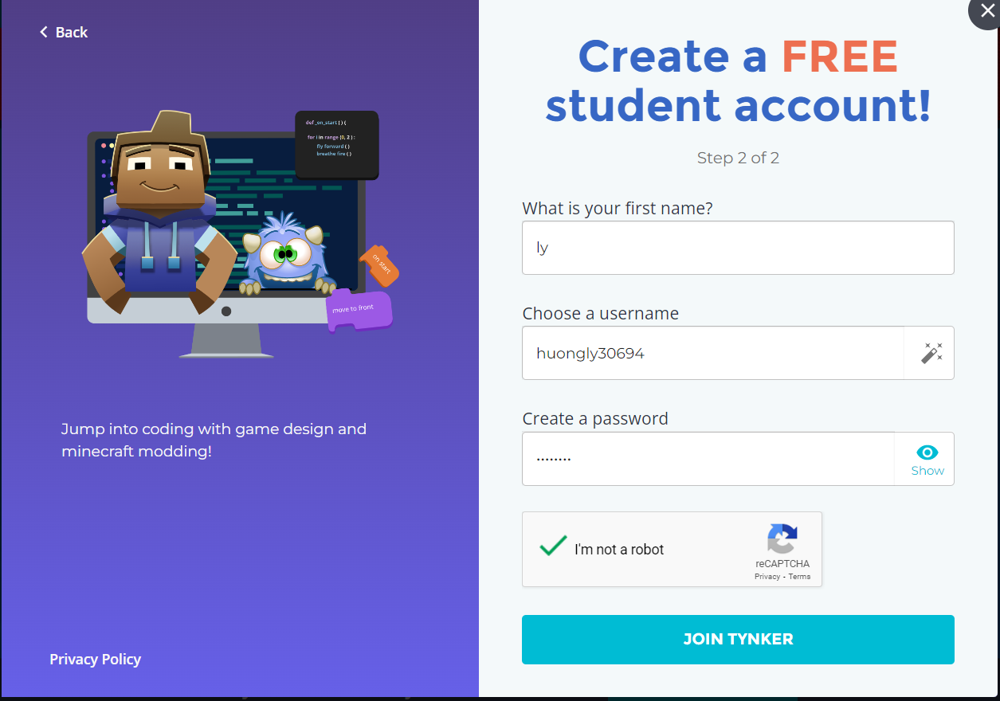 Back
def _on_start ( ) {
for i in range (0, 2 ) :
fly forward ( )
breathe fire ( )
on start
move to front
Jump into coding with game design and
minecraft modding!
Privacy Policy
Create a FREE
student account!
Step 2 of 2
What is your first name?
ly
Choose a username
huongly30694
Create a password
Show
I'm not a robot
reCAPTCHA
Privacy - Terms
JOIN TYNKER